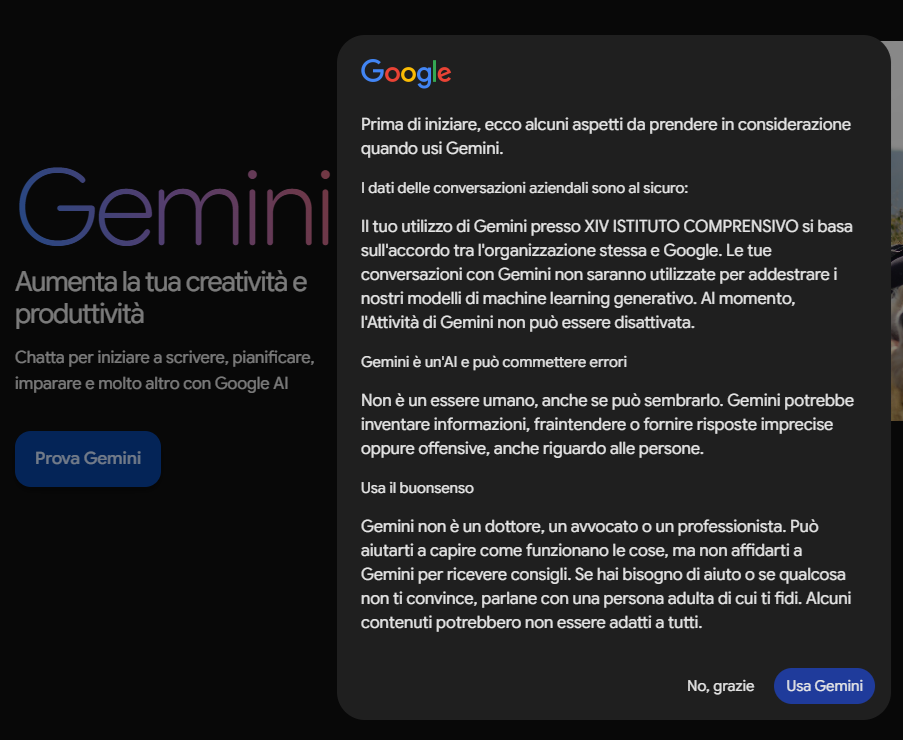 Gemini
Aumenta la tua creatività e
produttività
Chatta per iniziare a scrivere, pianificare,
imparare e molto altro con Google AI
Prova Gemini
Google
Prima di iniziare, ecco alcuni aspetti da prendere in considerazione
quando usi Gemini.
I dati delle conversazioni aziendali sono al sicuro:
Il tuo utilizzo di Gemini presso XIV ISTITUTO COMPRENSIVO si basa
sull'accordo tra l'organizzazione stessa e Google. Le tue
conversazioni con Gemini non saranno utilizzate per addestrare i
nostri modelli di machine learning generativo. Al momento,
l'Attività di Gemini non può essere disattivata.
Gemini è un'AI e può commettere errori
Non è un essere umano, anche se può sembrarlo. Gemini potrebbe
inventare informazioni, fraintendere o fornire risposte imprecise
oppure offensive, anche riguardo alle persone.
Usa il buonsenso
Gemini non è un dottore, un avvocato o un professionista. Può
aiutarti a capire come funzionano le cose, ma non affidarti a
Gemini per ricevere consigli. Se hai bisogno di aiuto o se qualcosa
non ti convince, parlane con una persona adulta di cui ti fidi. Alcuni
contenuti potrebbero non essere adatti a tutti.
No, grazie
Usa Gemini